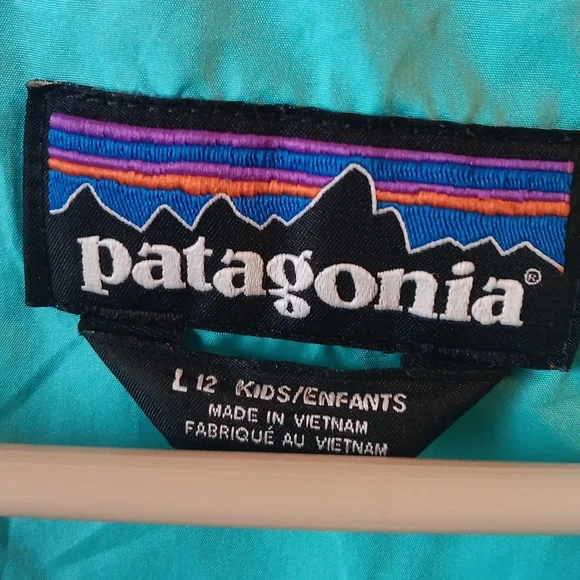 patagonia®
L 12 KIDS/ENFANTS
MADE IN VIETNAM
FABRIQUÉ AU VIETNAM